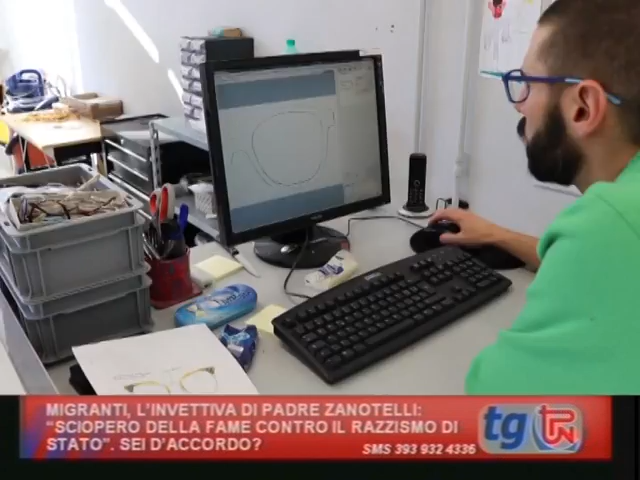 MIGRANTI, L'INVETTIVA DI PADRE ZANOTELLI:
"SCIOPERO DELLA FAME CONTRO IL RAZZISMO DI
STATO". SEI D'ACCORDO?
SMS 393 932 4336
tg TPN